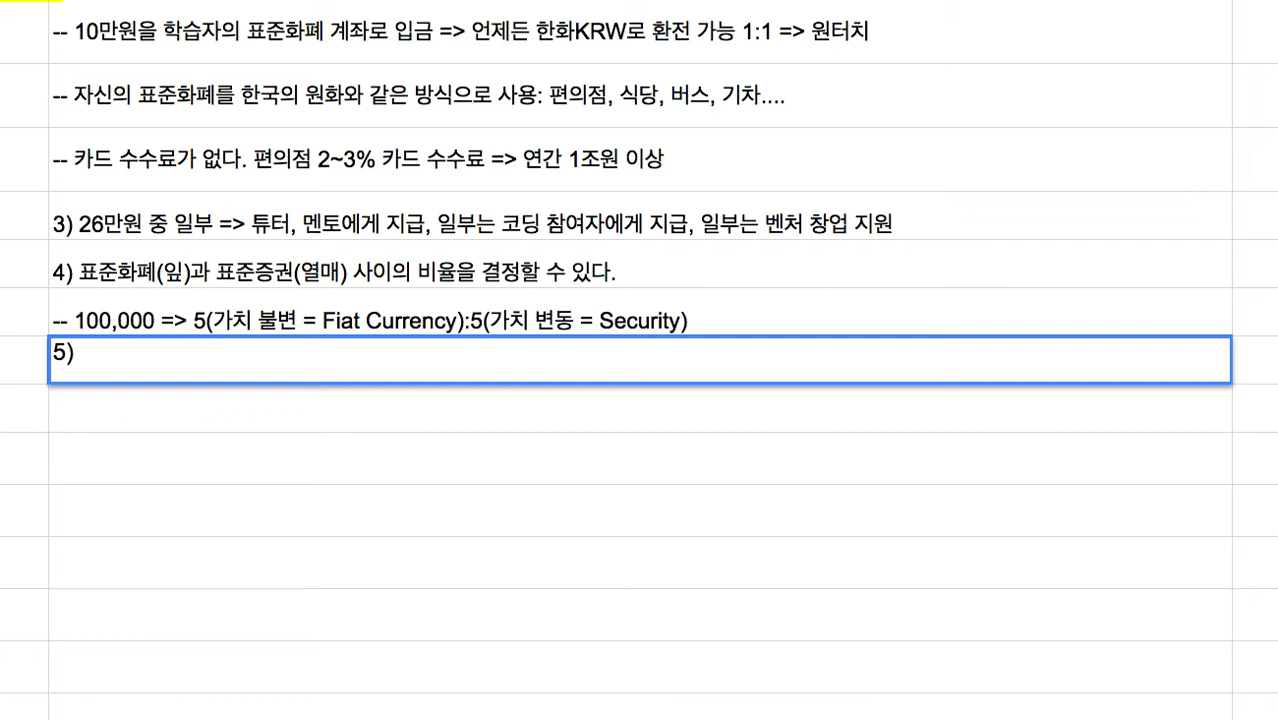 -- 10만원을 학습자의 표준화폐 계좌로 입금 => 언제든 한화KRW로 환전 가능 1:1 => 원터치
-- 자신의 표준화폐를 한국의 원화와 같은 방식으로 사용: 편의점, 식당, 버스, 기차....
-- 카드 수수료가 없다. 편의점 2~3% 카드 수수료 => 연간 1조원 이상
3) 26만원 중 일부 => 튜터, 멘토에게 지급, 일부는 코딩 참여자에게 지급, 일부는 벤처 창업 지원
4) 표준화폐(잎)과 표준증권(열매) 사이의 비율을 결정할 수 있다.
-- 100,000 => 5(가치 불변 = Fiat Currency):5(가치 변동 = Security)
5)